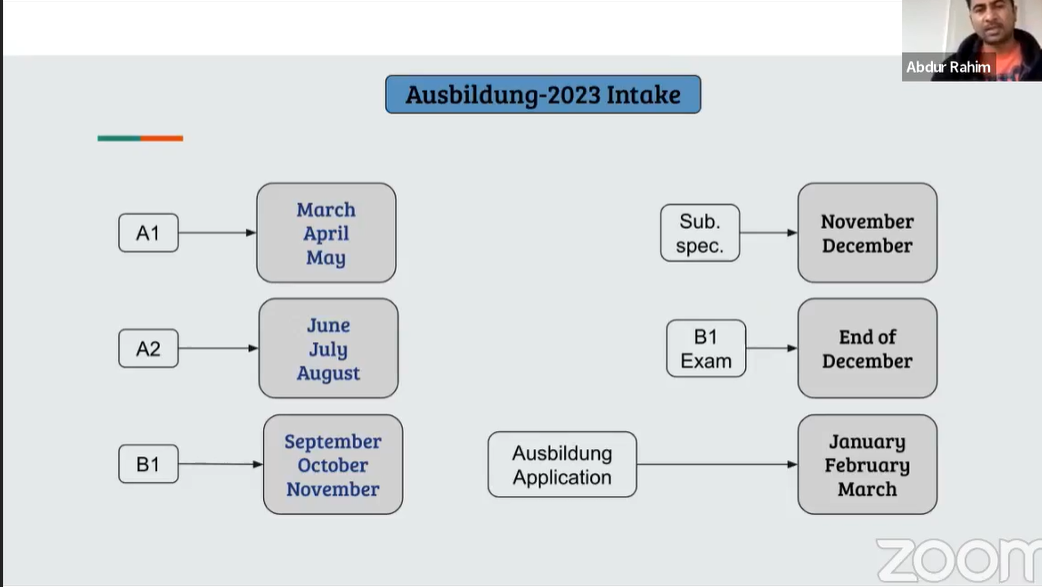 Abdur Rahim
Ausbildung-2023 Intake
A1
March
April
May
A2
June
July
August
B1
September
October
November
Sub.
spec.
November
December
B1
Exam
End of
December
Ausbildung
Application
January
February
March
zoom